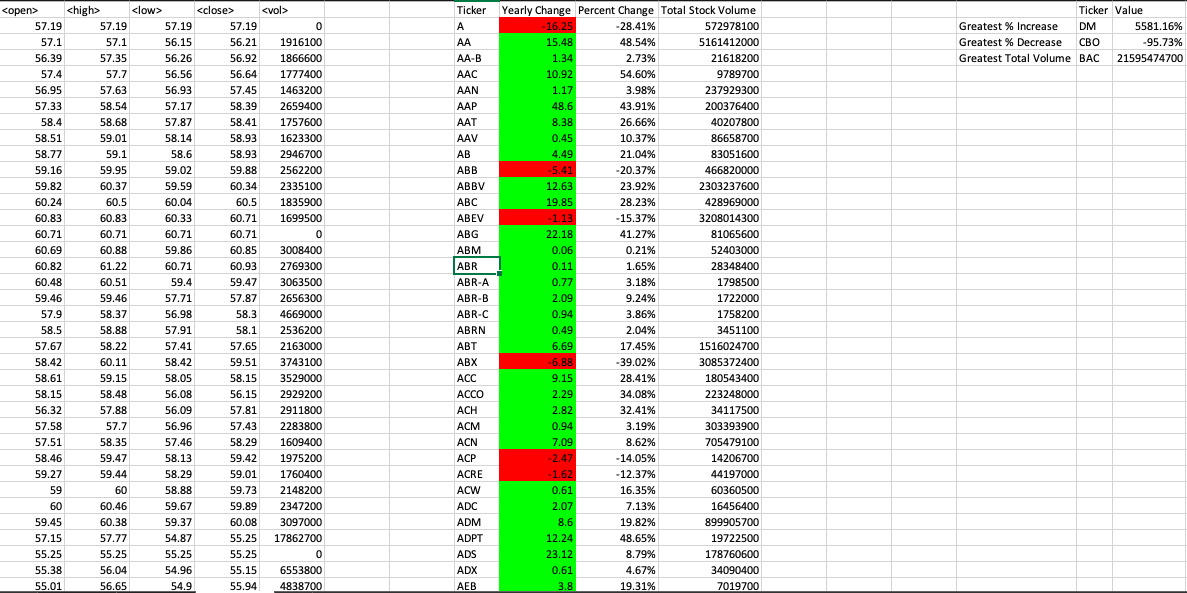 <open> <high> <low> <close> <vol> Ticker Yearly Change Percent Change Total Stock Volume Ticker Value
57.19 57.19 57.19 57.19 0 A -16.25 -28.41% 572978100 Greatest % Increase DM 5581.16%
57.1 57.1 56.15 56.21 1916100 AA 15.48 48.54% 5161412000 Greatest % Decrease CBO -95.73%
56.39 57.35 56.26 56.92 1866600 AA-B 1.34 2.73% 21618200 Greatest Total Volume BAC 21595474700
57.4 57.7 56.56 56.64 1777400 AAC 10.92 54.60% 9789700
56.95 57.63 56.93 57.45 1463200 AAN 1.17 3.98% 237929300
57.33 58.54 57.17 58.39 2659400 AAP 48.6 43.91% 200376400
58.4 58.68 57.87 58.41 1757600 AAT 8.38 26.66% 40207800
58.51 59.01 58.14 58.93 1623300 AAV 0.45 10.37% 86658700
58.77 59.1 58.6 58.93 2946700 AB 4.49 21.04% 83051600
59.16 59.95 59.02 59.88 2562200 ABB -5.41 -20.37% 466820000
59.82 60.37 59.59 60.34 2335100 ABBV 12.63 23.92% 2303237600
60.24 60.5 60.04 60.5 1835900 ABC 19.85 28.23% 428969000
60.83 60.83 60.33 60.71 1699500 ABEV -1.13 -15.37% 3208014300
60.71 60.71 60.71 60.71 0 ABG 22.18 41.27% 81065600
60.69 60.88 59.86 60.85 3008400 ABM 0.06 0.21% 52403000
60.82 61.22 60.71 60.93 2769300 ABR 0.11 1.65% 28348400
60.48 60.51 59.4 59.47 3063500 ABR-A 0.77 3.18% 1798500
59.46 59.46 57.71 57.87 2656300 ABR-B 2.09 9.24% 1722000
57.9 58.37 56.98 58.3 4669000 ABR-C 0.94 3.86% 1758200
58.5 58.88 57.91 58.1 2536200 ABRN 0.49 2.04% 3451100
57.67 58.22 57.41 57.65 2163000 ABT 6.69 17.45% 1516024700
58.42 60.11 58.42 59.51 3743100 ABX -6.88 -39.02% 3085372400
58.61 59.15 58.05 58.15 3529000 ACC 9.15 28.41% 180543400
58.15 58.48 56.08 56.15 2929200 ACCO 2.29 34.08% 223248000
56.32 57.88 56.09 57.81 2911800 ACH 2.82 32.41% 34117500
57.58 57.7 56.96 57.43 2283800 ACM 0.94 3.19% 303393900
57.51 58.35 57.46 58.29 1609400 ACN 7.09 8.62% 705479100
58.46 59.47 58.13 59.42 1975200 ACP -2.47 -14.05% 14206700
59.27 59.44 58.29 59.01 1760400 ACRE -1.62 -12.37% 44197000
59 60 58.88 59.73 2148200 ACW 0.61 16.35% 60360500
60 60.46 59.67 59.89 2347200 ADC 2.07 7.13% 16456400
59.45 60.38 59.37 60.08 3097000 ADM 8.6 19.82% 899905700
57.15 57.77 54.87 55.25 17862700 ADPT 12.24 48.65% 19722500
55.25 55.25 55.25 55.25 0 ADS 23.12 8.79% 178760600
55.38 56.04 54.96 55.15 6553800 ADX 0.61 4.67% 34090400
55.01 56.65 54.9 55.94 4838700 AEB 3.8 19.31% 7019700